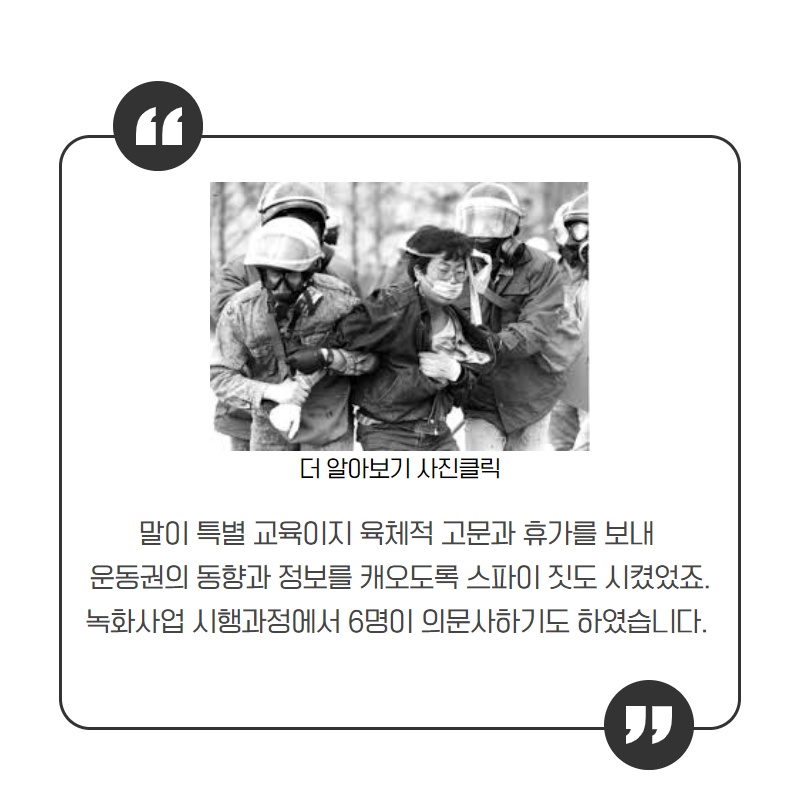 더 알아보기 사진클릭
말이 특별 교육이지 육체적 고문과 휴가를 보내
운동권의 동향과 정보를 캐오도록 스파이 짓도 시켰었죠.
녹화사업 시행과정에서 6명이 의문사하기도 하였습니다.